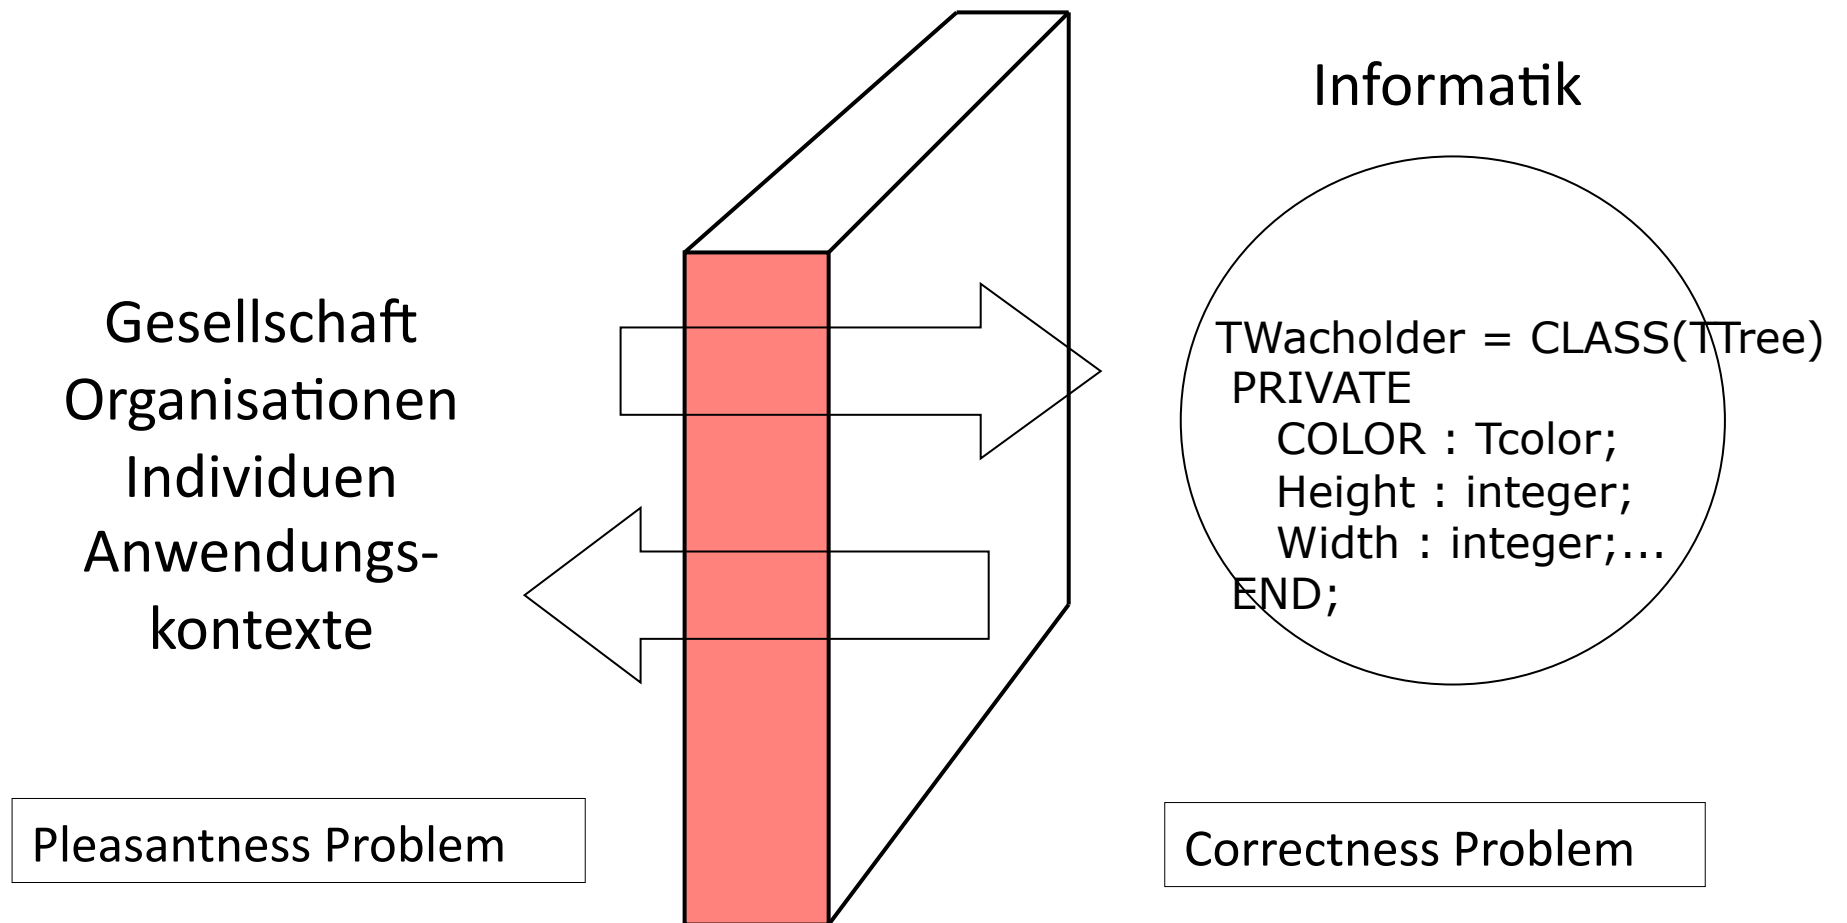 Informatik
Gesellschaft
Organisationen
Individuen
Anwendungs-
kontexte
TWacholder = CLASS(TTree)
PRIVATE
COLOR : Tcolor;
Height : integer;
Width : integer;...
END;
Pleasantness Problem
Correctness Problem